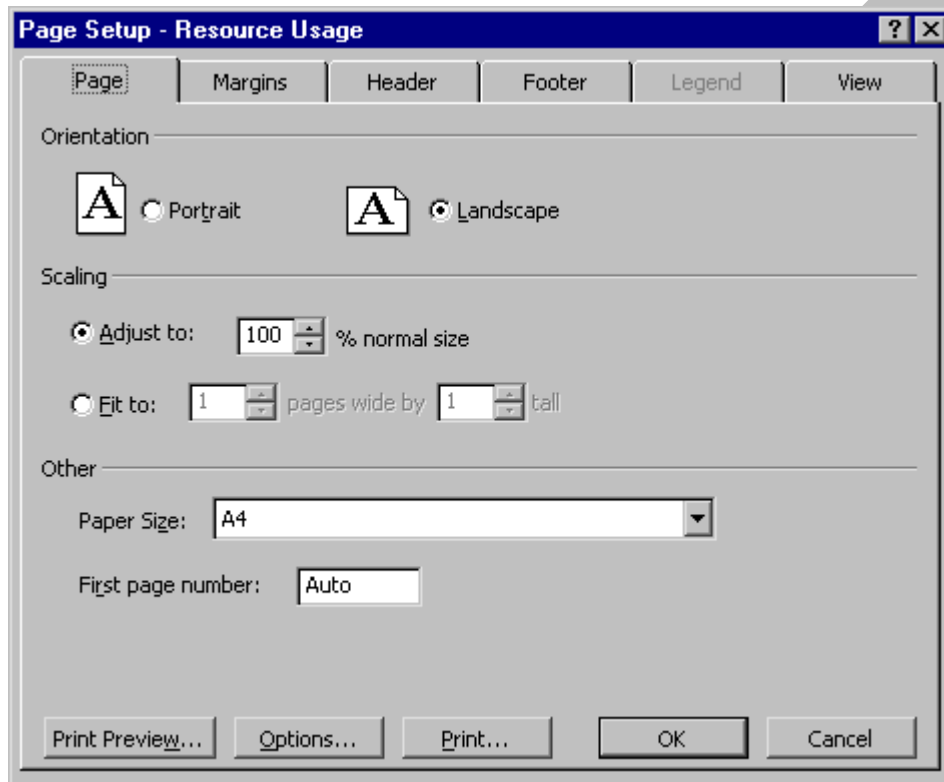 Page Setup - Resource Usage
Page Margins Header Footer Legend View
Orientation
A Portrait A Landscape
Scaling
Adjust to: 100 % normal size
Fit to: 1 pages wide by 1 tall
Other
Paper Size: A4
First page number: Auto
Print Preview... Options... Print... OK Cancel